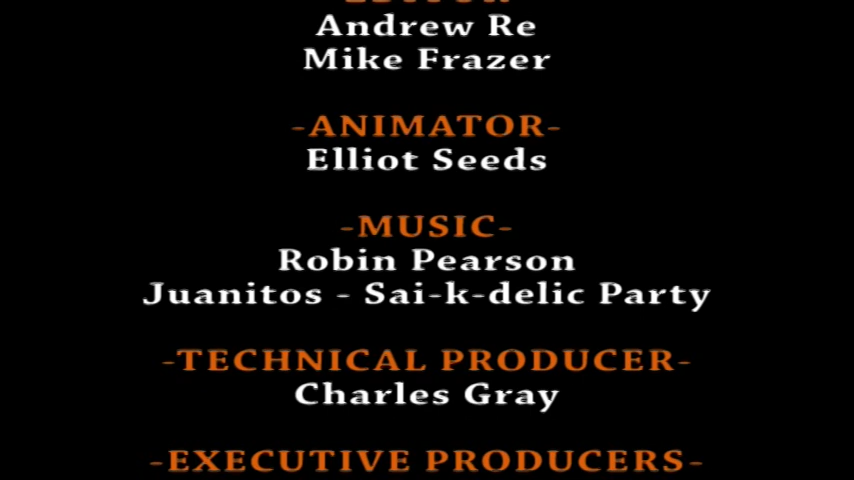 Andrew Re
Mike Frazer
-ANIMATOR-
Elliot Seeds
-MUSIC-
Robin Pearson
Juanitos - Sai-k-delic Party
-TECHNICAL PRODUCER-
Charles Gray
-EXECUTIVE PRODUCERS-